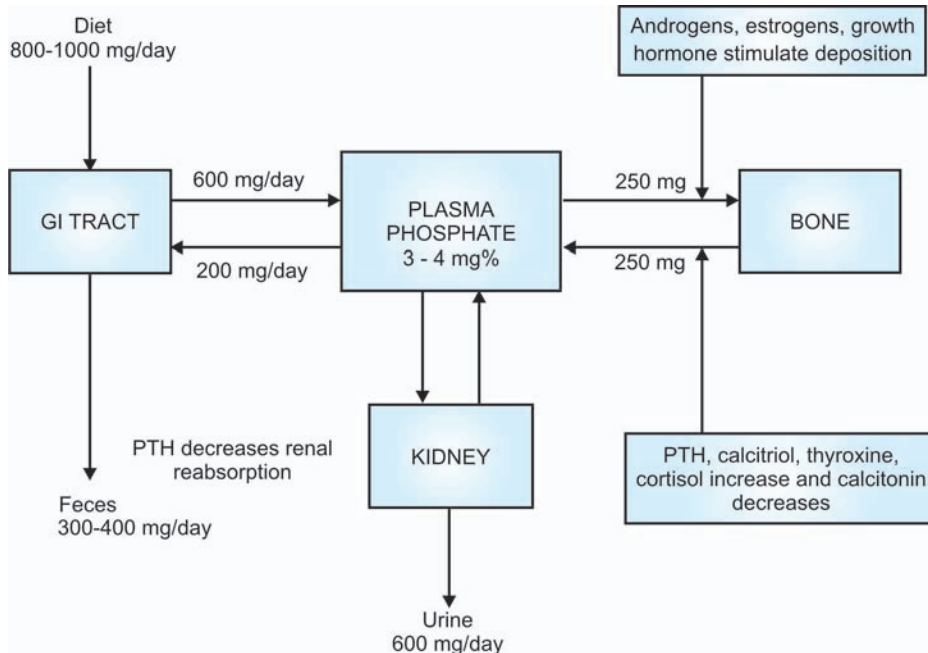 Diet
800-1000 mg/day
Androgens, estrogens, growth
hormone stimulate deposition
GI TRACT
600 mg/day
200 mg/day
PLASMA
PHOSPHATE
3 - 4 mg%
250 mg
250 mg
BONE
PTH decreases renal
reabsorption
KIDNEY
PTH, calcitriol, thyroxine,
cortisol increase and calcitonin
decreases
Feces
300-400 mg/day
Urine
600 mg/day